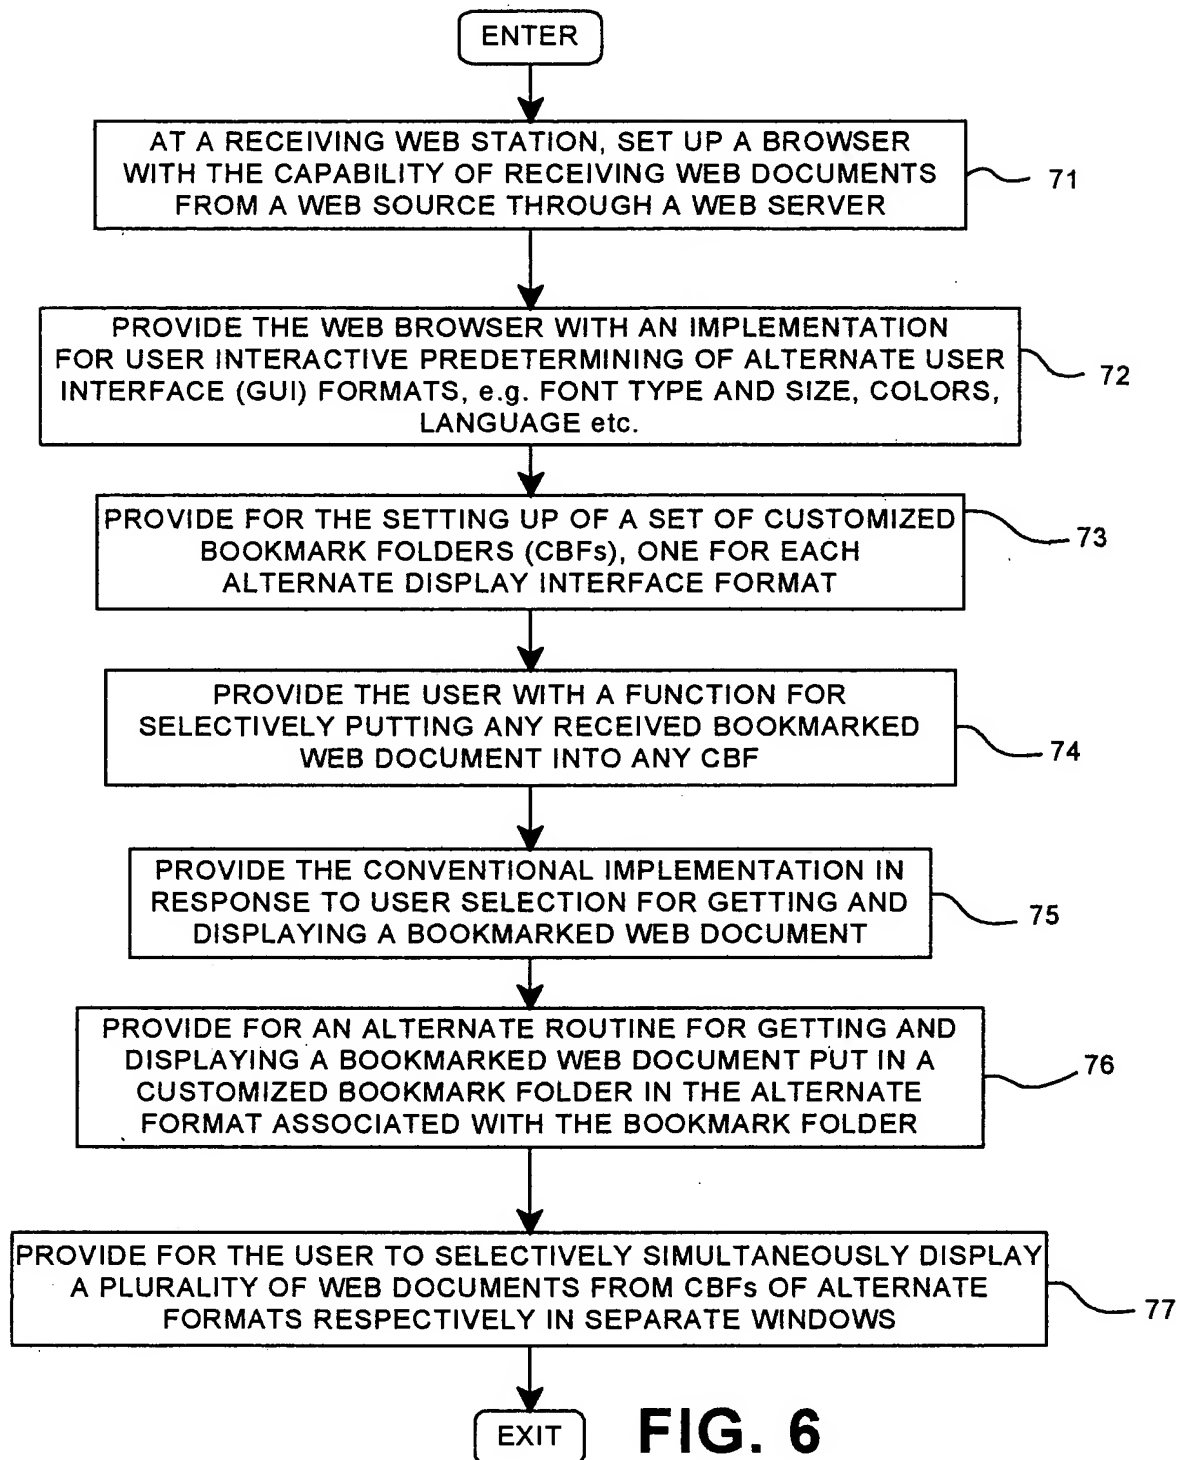 ENTER
AT A RECEIVING WEB STATION, SET UP A BROWSER
WITH THE CAPABILITY OF RECEIVING WEB DOCUMENTS
FROM A WEB SOURCE THROUGH A WEB SERVER
71
PROVIDE THE WEB BROWSER WITH AN IMPLEMENTATION
FOR USER INTERACTIVE PREDETERMINING OF ALTERNATE USER
INTERFACE (GUI) FORMATS, e.g. FONT TYPE AND SIZE, COLORS,
LANGUAGE etc.
72
PROVIDE FOR THE SETTING UP OF A SET OF CUSTOMIZED
BOOKMARK FOLDERS (CBFs), ONE FOR EACH
ALTERNATE DISPLAY INTERFACE FORMAT
73
PROVIDE THE USER WITH A FUNCTION FOR
SELECTIVELY PUTTING ANY RECEIVED BOOKMARKED
WEB DOCUMENT INTO ANY CBF
74
PROVIDE THE CONVENTIONAL IMPLEMENTATION IN
RESPONSE TO USER SELECTION FOR GETTING AND
DISPLAYING A BOOKMARKED WEB DOCUMENT
75
PROVIDE FOR AN ALTERNATE ROUTINE FOR GETTING AND
DISPLAYING A BOOKMARKED WEB DOCUMENT PUT IN A
CUSTOMIZED BOOKMARK FOLDER IN THE ALTERNATE
FORMAT ASSOCIATED WITH THE BOOKMARK FOLDER
76
PROVIDE FOR THE USER TO SELECTIVELY SIMULTANEOUSLY DISPLAY
A PLURALITY OF WEB DOCUMENTS FROM CBFs OF ALTERNATE
FORMATS RESPECTIVELY IN SEPARATE WINDOWS
77
EXIT
FIG. 6